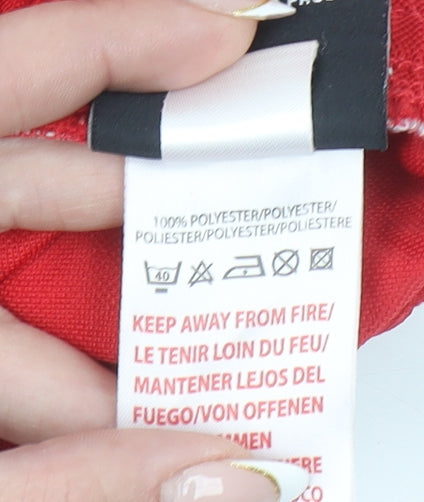 100% POLYESTER/POLYESTER/
POLIESTER/POLYESTER/POLIESTERE
40
KEEP AWAY FROM FIRE/
LE TENIR LOIN DU FEU/
MANTENER LEJOS DEL
FUEGO/VON OFFENEN